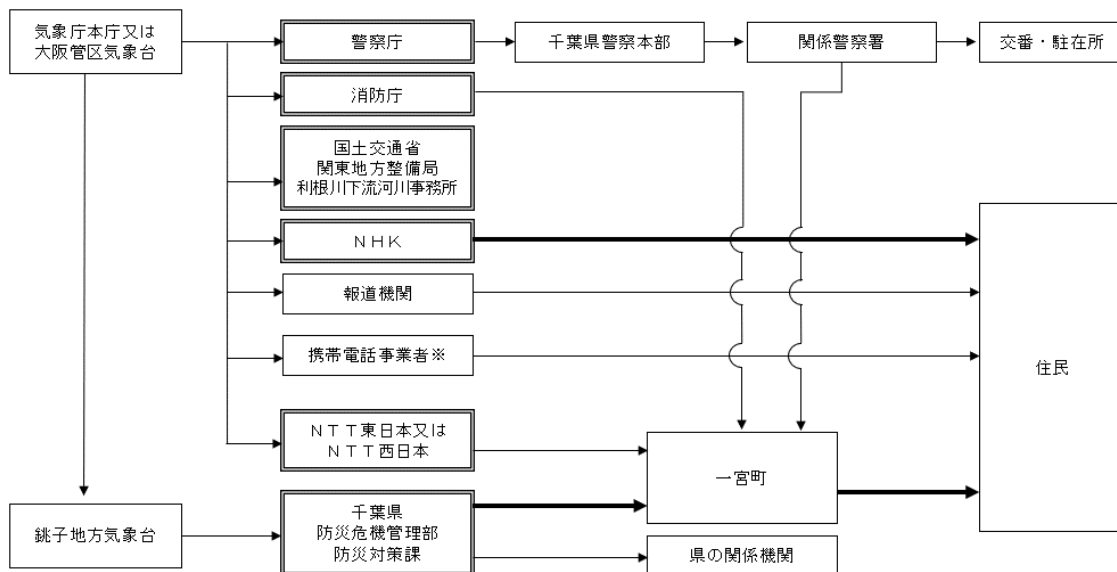 気象庁本庁又は
大阪管区気象台
警察庁
千葉県警察本部
関係警察署
交番・駐在所
消防庁
国土交通省
関東地方整備局
利根川下流河川事務所
ＮＨＫ
報道機関
携帯電話事業者※
住民
ＮＴＴ東日本又は
ＮＴＴ西日本
一宮町
銚子地方気象台
千葉県
防災危機管理部
防災対策課
県の関係機関